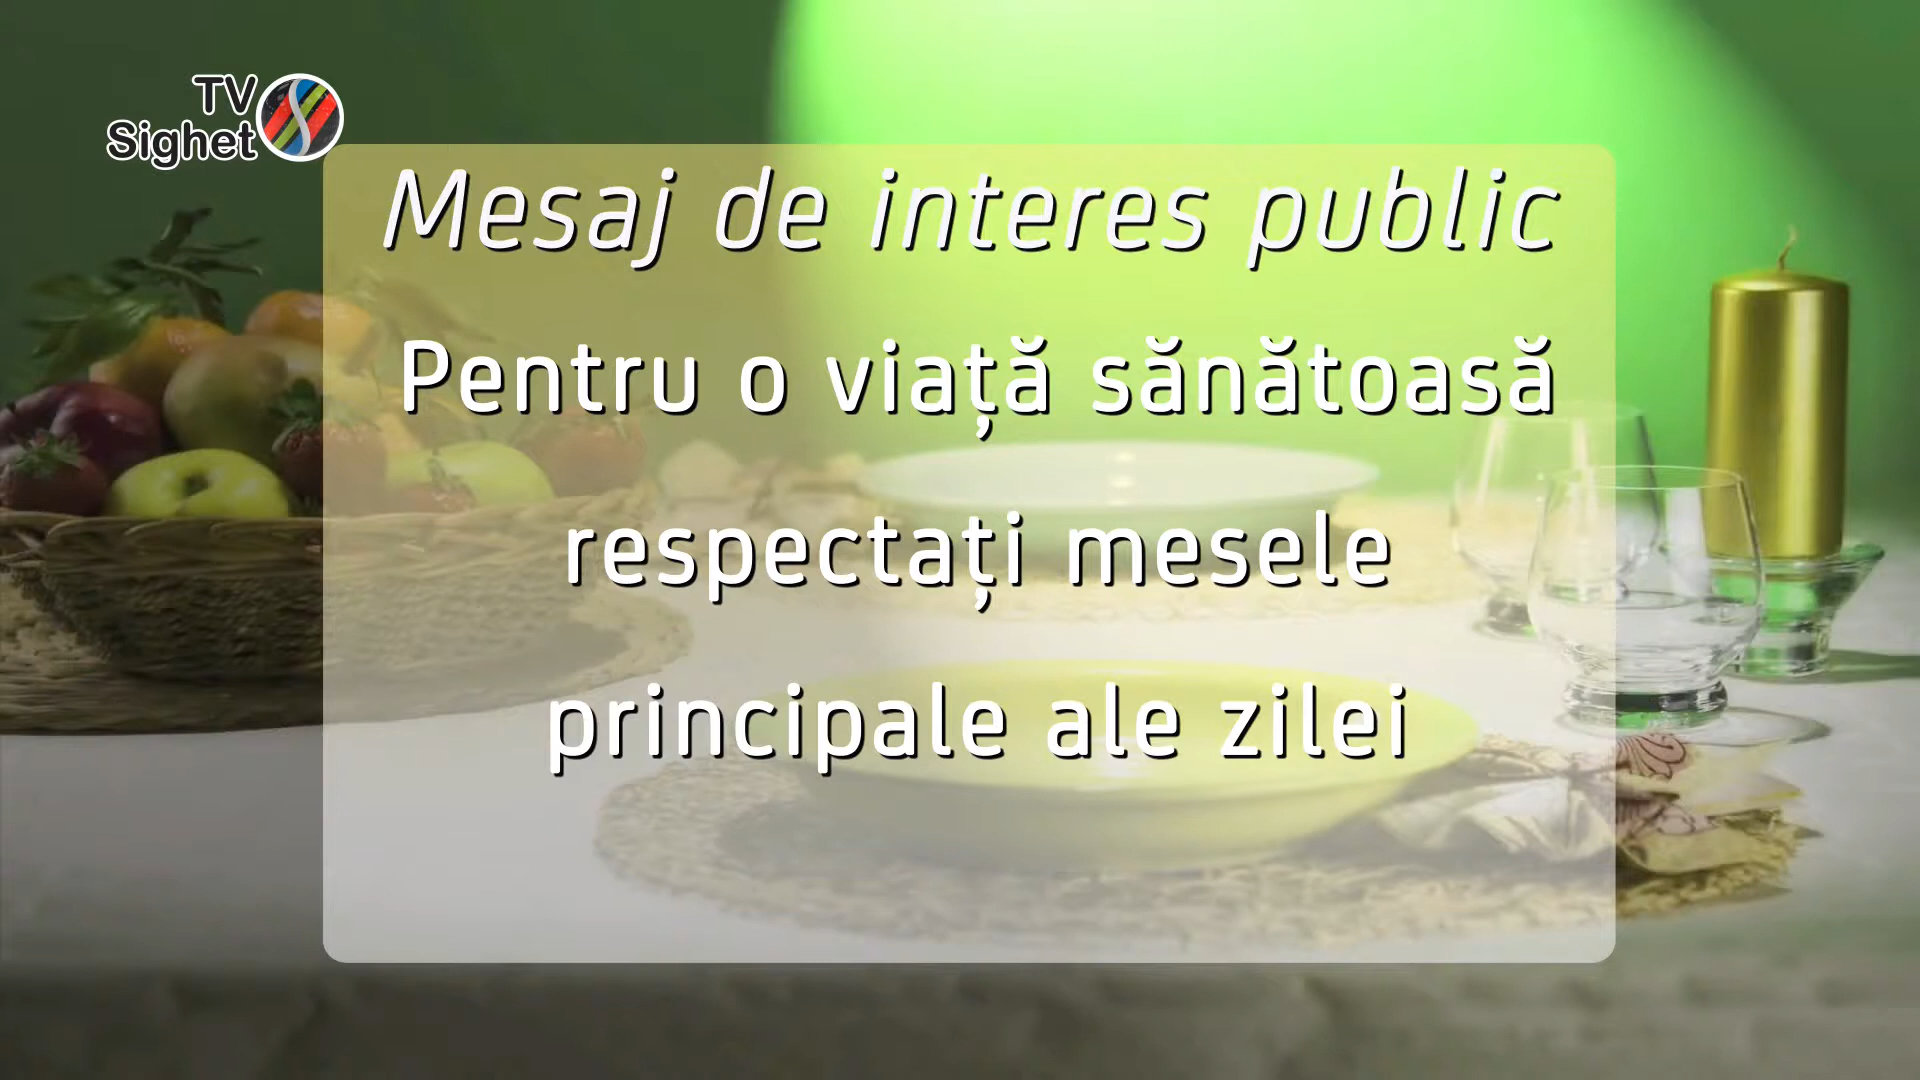 TV
Sighet
Mesaj de interes public
Pentru o viață sănătoasă
respectați mesele
principale ale zilei